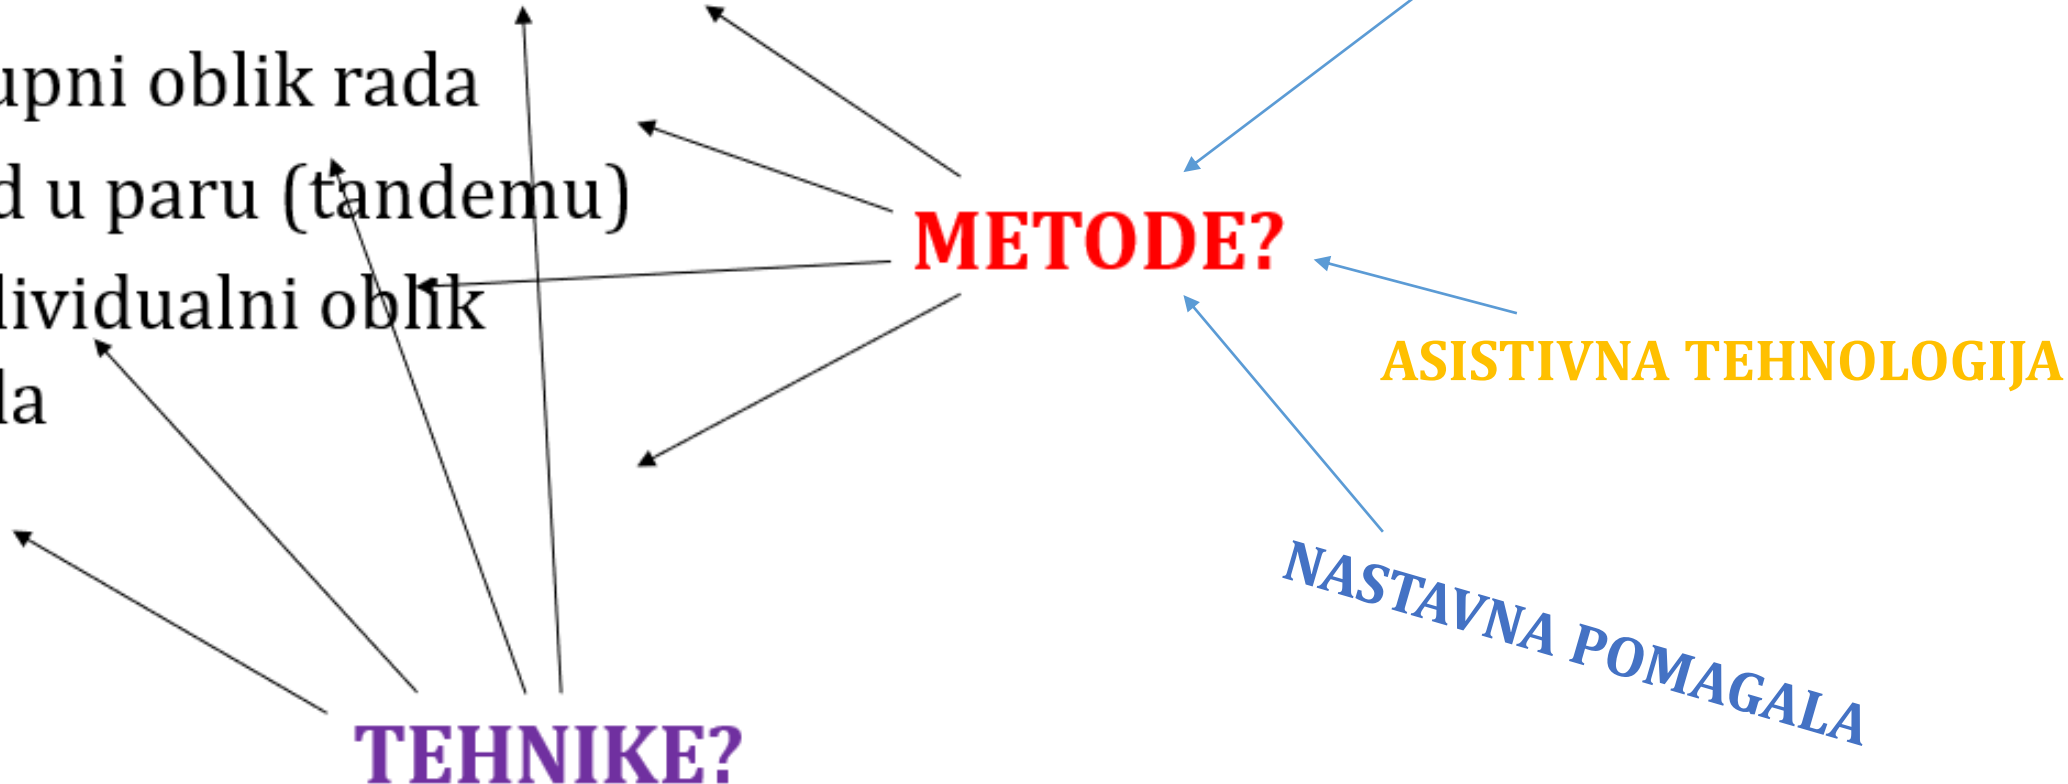 upni oblik rada
d u paru (tandemu)
METODE?
lividualni oblik
la
ASISTIVNA TEHNOLOGIJA
NASTAVNA POMAGALA
TEHNIKE?